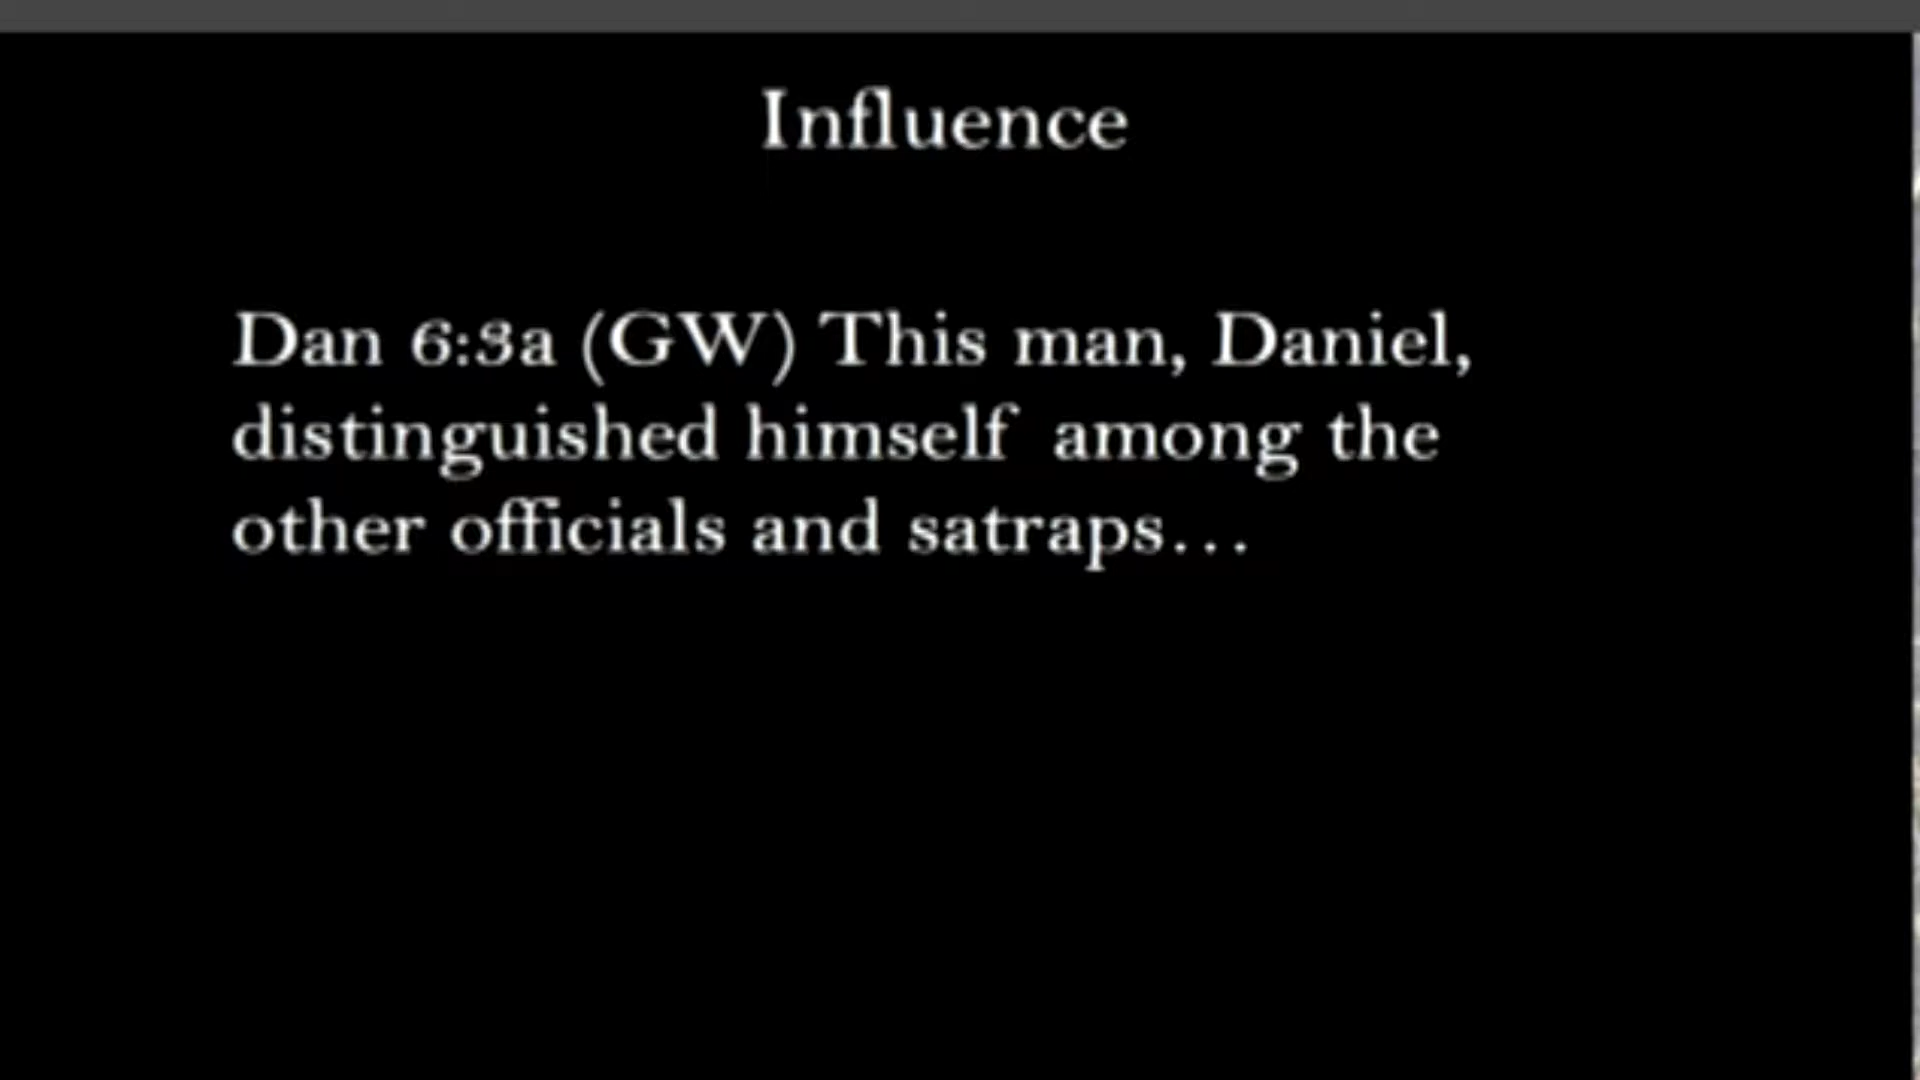 Influence
Dan 6:3a (GW) This man, Daniel,
distinguished himself  among the
other officials and satraps…